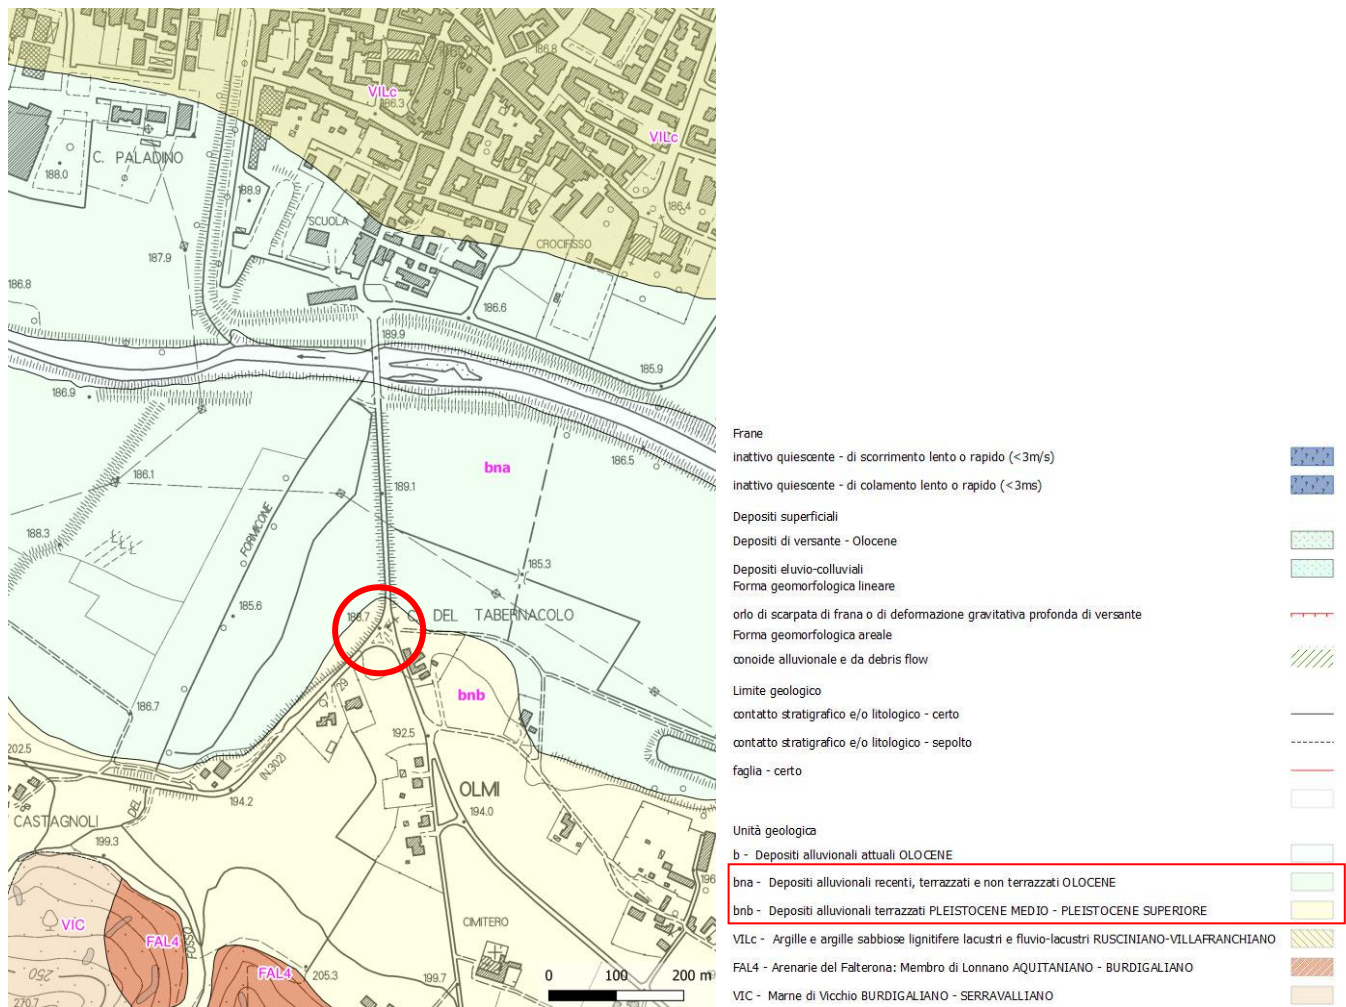 186.8
VILc
186.3
VILc
C. PALADINO
188.0
188.9
186.4
SCUOLA
CROCIFISSO
187.9
186.8
186.6
189.9
185.9
186.9
186.5
bna
186.1
189.1
FORMICONE
188.3
185.3
185.6
188.7
C. DEL TABERNACOLO
29
bnb
186.7
202.5
192.5
(N.302)
194.2
OLMI
194.0
CASTAGNOLI
DEL
199.3
196
VIC
FAL4
CIMITERO
FOSSO
250
FAL4
205.3
199.7
270.7
0 100 200 m
Frane
inattivo quiescente - di scorrimento lento o rapido (<3m/s)
inattivo quiescente - di colamento lento o rapido (<3ms)
Depositi superficiali
Depositi di versante - Olocene
Depositi eluvio-colluviali
Forma geomorfologica lineare
orlo di scarpata di frana o di deformazione gravitativa profonda di versante
Forma geomorfologica areale
conoide alluvionale e da debris flow
Limite geologico
contatto stratigrafico e/o litologico - certo
contatto stratigrafico e/o litologico - sepolto
faglia - certo
Unità geologica
b - Depositi alluvionali attuali OLOCENE
bna - Depositi alluvionali recenti, terrazzati e non terrazzati OLOCENE
bnb - Depositi alluvionali terrazzati PLEISTOCENE MEDIO - PLEISTOCENE SUPERIORE
VILc - Argille e argille sabbiose lignitifere lacustri e fluvio-lacustri RUSCINIANO-VILLAFRANCHIANO
FAL4 - Arenarie del Falterona: Membro di Lonnano AQUITANIANO - BURDIGALIANO
VIC - Marne di Vicchio BURDIGALIANO - SERRAVALLIANO